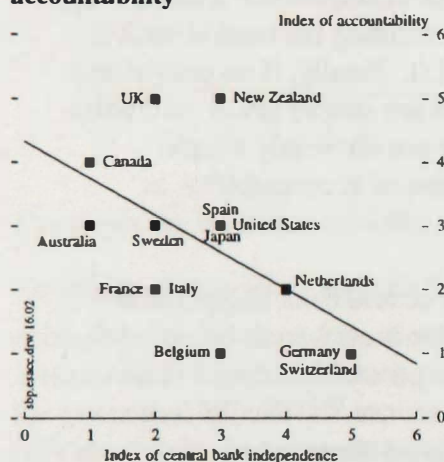 accountability
Index of accountability
6
UK
New Zealand
5
Canada
4
Spain
United States
3
Australia
Sweden
Japan
Netherlands
France
Italy
2
Belgium
Germany
1
Switzerland
sbp.esacc.drw 16.02
0
0 1 2 3 4 5 6
Index of central bank independence